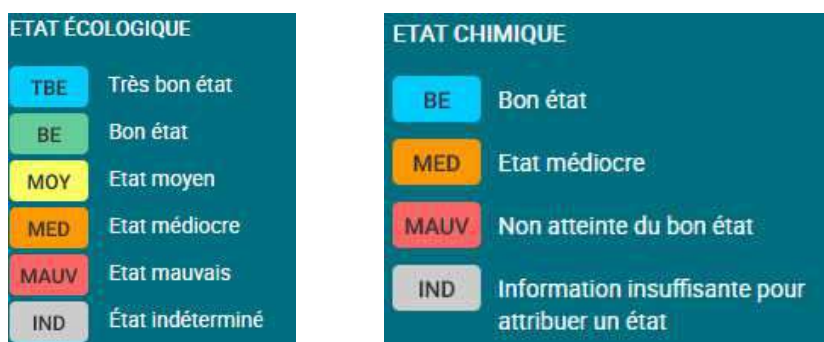 ETAT ÉCOLOGIQUE
TBE Très bon état
BE Bon état
MOY Etat moyen
MED Etat médiocre
MAUV Etat mauvais
IND État indéterminé
ETAT CHIMIQUE
BE Bon état
MED Etat médiocre
MAUV Non atteinte du bon état
IND Information insuffisante pour
attribuer un état